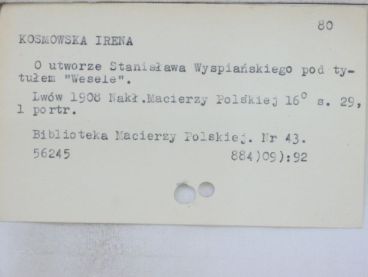 80
KOSMOWSKA IRENA
O utworze Stanisława Wyspiańskiego pod ty-
tułem "Wesele".
Lwów 1908 Nakł.Macierzy Polskiej 16° s. 29,
1 portr.
Biblioteka Macierzy Polskiej. Nr 43.
56245 884)09):92